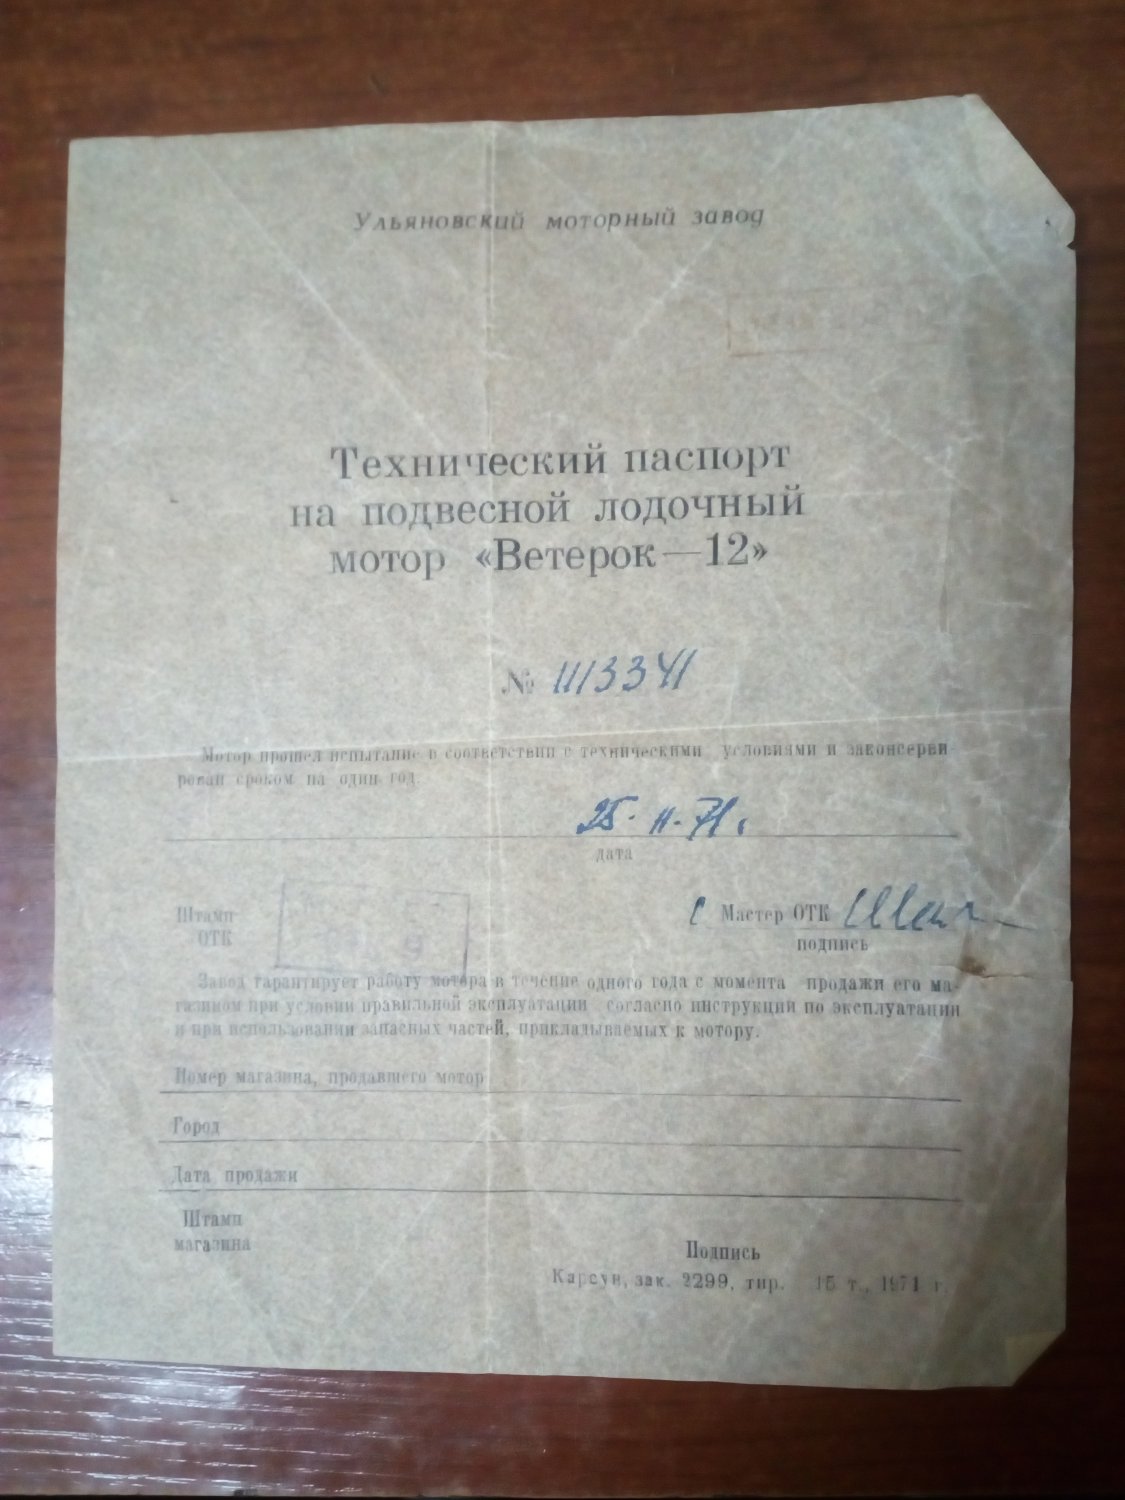 Ульяновский моторный завод
Технический паспорт
на подвесной лодочный
мотор «Ветерок—12»
№ 1113341
Мотор прошел испытание в соответствии с техническими условиями и законсерви-
рован сроком на один год.
25. 11. 71 г.
дата
Штамп
ОТК
9
Мастер ОТК
подпись
Завод гарантирует работу мотора в течение одного года с момента продажи его ма-
газином при условии правильной эксплуатации согласно инструкции по эксплуатации
и при использовании запасных частей, прикладываемых к мотору.
Номер магазина, продавшего мотор
Город
Дата продажи
Штамп
магазина
Подпись
Карсун, зак. 2299, тир. 15 т., 1971 г.